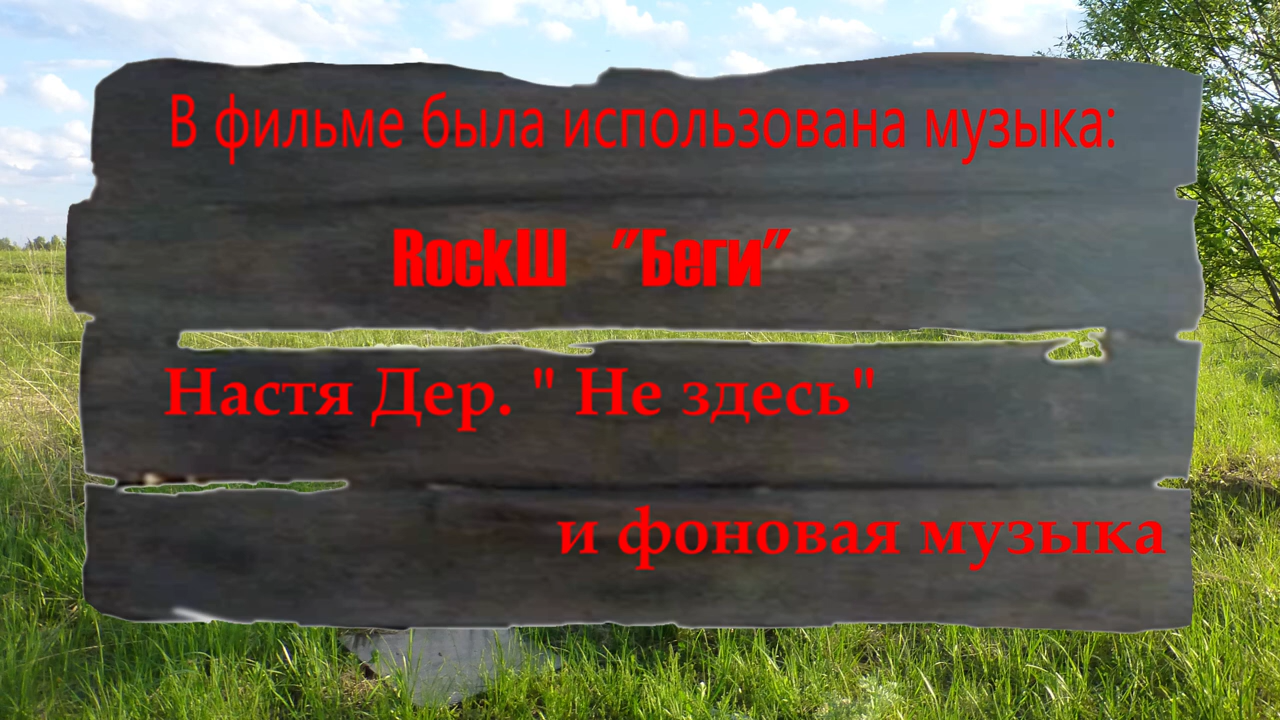 В фильме была использована музыка:
RockШ "Беги"
Настя Дер. " Не здесь"
и фоновая музыка